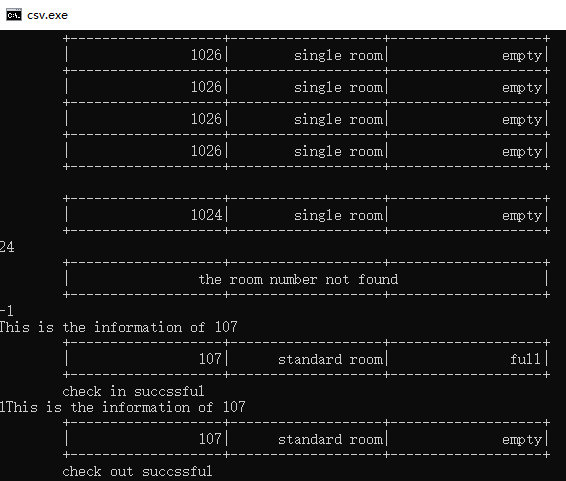 csv.exe
1026| single room| empty|
1026| single room| empty|
1026| single room| empty|
1026| single room| empty|
1024| single room| empty|
24
the room number not found
-1
This is the information of 107
107| standard room| full|
check in succssful
1This is the information of 107
107| standard room| empty|
check out succssful